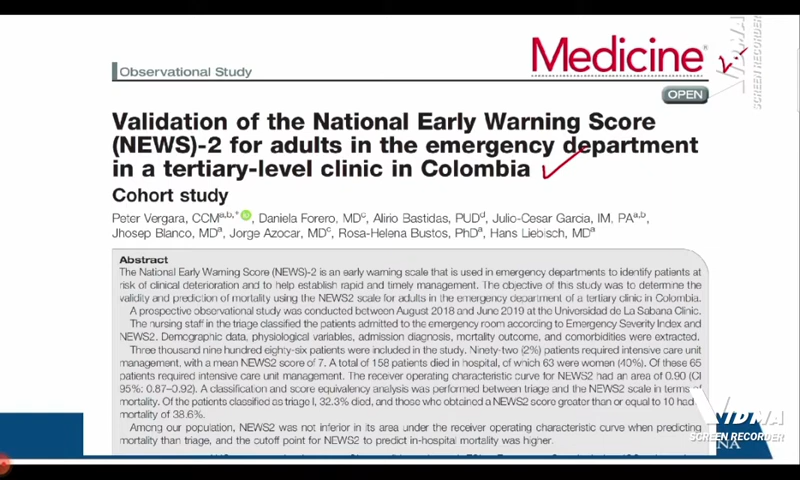 Medicine®
VIDMA
SCREEN RECORDER
Observational Study
OPEN
Validation of the National Early Warning Score
(NEWS)-2 for adults in the emergency department
in a tertiary-level clinic in Colombia
Cohort study
Peter Vergara, CCMa,b,* Daniela Forero, MDc, Alirio Bastidas, PUDd, Julio-Cesar Garcia, IM, PAa,b,
Jhosep Blanco, MDa, Jorge Azocar, MDc, Rosa-Helena Bustos, PhDa, Hans Liebisch, MDa
Abstract
The National Early Warning Score (NEWS)-2 is an early warning scale that is used in emergency departments to identify patients at
risk of clinical deterioration and to help establish rapid and timely management. The objective of this study was to determine the
validity and prediction of mortality using the NEWS2 scale for adults in the emergency department of a tertiary clinic in Colombia.
A prospective observational study was conducted between August 2018 and June 2019 at the Universidad de La Sabana Clinic.
The nursing staff in the triage classified the patients admitted to the emergency room according to Emergency Severity Index and
NEWS2. Demographic data, physiological variables, admission diagnosis, mortality outcome, and comorbidities were extracted.
Three thousand nine hundred eighty-six patients were included in the study. Ninety-two (2%) patients required intensive care unit
management, with a mean NEWS2 score of 7. A total of 158 patients died in hospital, of which 63 were women (40%). Of these 65
patients required intensive care unit management. The receiver operating characteristic curve for NEWS2 had an area of 0.90 (CI
95%: 0.87–0.92). A classification and score equivalency analysis was performed between triage and the NEWS2 scale in terms of
mortality. Of the patients classified as triage I, 32.3% died, and those who obtained a NEWS2 score greater than or equal to 10 had
mortality of 38.6%.
Among our population, NEWS2 was not inferior in its area under the receiver operating characteristic curve when predicting
mortality than triage, and the cutoff point for NEWS2 to predict in-hospital mortality was higher.
VIDMA
SCREEN RECORDER